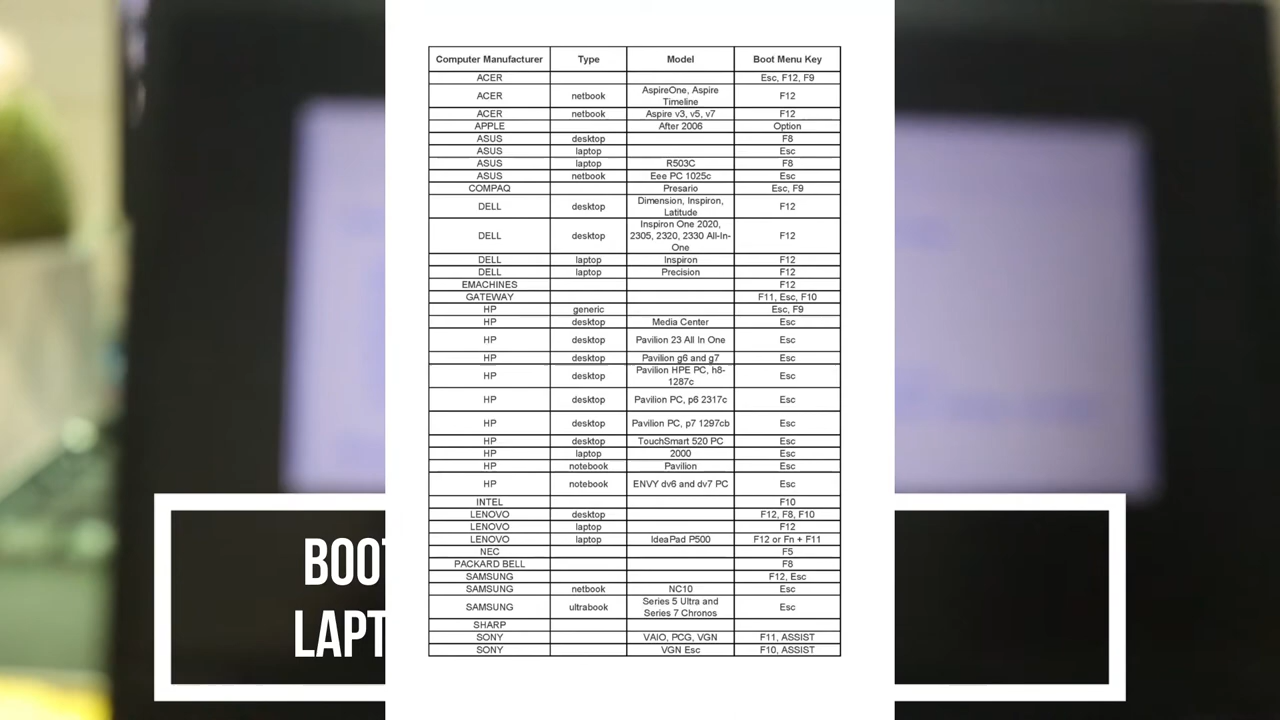 Computer Manufacturer Type Model Boot Menu Key
ACER Esc, F12, F9
ACER netbook AspireOne, Aspire
Timeline F12
ACER netbook Aspire v3, v5, v7 F12
APPLE After 2006 Option
ASUS desktop F8
ASUS laptop Esc
ASUS laptop R503C F8
ASUS netbook Eee PC 1025c Esc
COMPAQ Presario Esc, F9
DELL desktop Dimension, Inspiron,
Latitude F12
DELL desktop Inspiron One 2020,
2305, 2320, 2330 All-In-
One F12
DELL laptop Inspiron F12
DELL laptop Precision F12
EMACHINES F12
GATEWAY F11, Esc, F10
HP generic Esc, F9
HP desktop Media Center Esc
HP desktop Pavilion 23 All In One Esc
HP desktop Pavilion g6 and g7 Esc
HP desktop Pavilion HPE PC, h8-
1287c Esc
HP desktop Pavilion PC, p6 2317c Esc
HP desktop Pavilion PC, p7 1297cb Esc
HP desktop TouchSmart 520 PC Esc
HP laptop 2000 Esc
HP notebook Pavilion Esc
HP notebook ENVY dv6 and dv7 PC Esc
INTEL F10
LENOVO desktop F12, F8, F10
LENOVO laptop F12
LENOVO laptop IdeaPad P500 F12 or Fn + F11
NEC F5
PACKARD BELL F8
SAMSUNG F12, Esc
SAMSUNG netbook NC10 Esc
SAMSUNG ultrabook Series 5 Ultra and
Series 7 Chronos Esc
SHARP
SONY VAIO, PCG, VGN F11, ASSIST
SONY VGN Esc F10, ASSIST
BOOT
LAPT